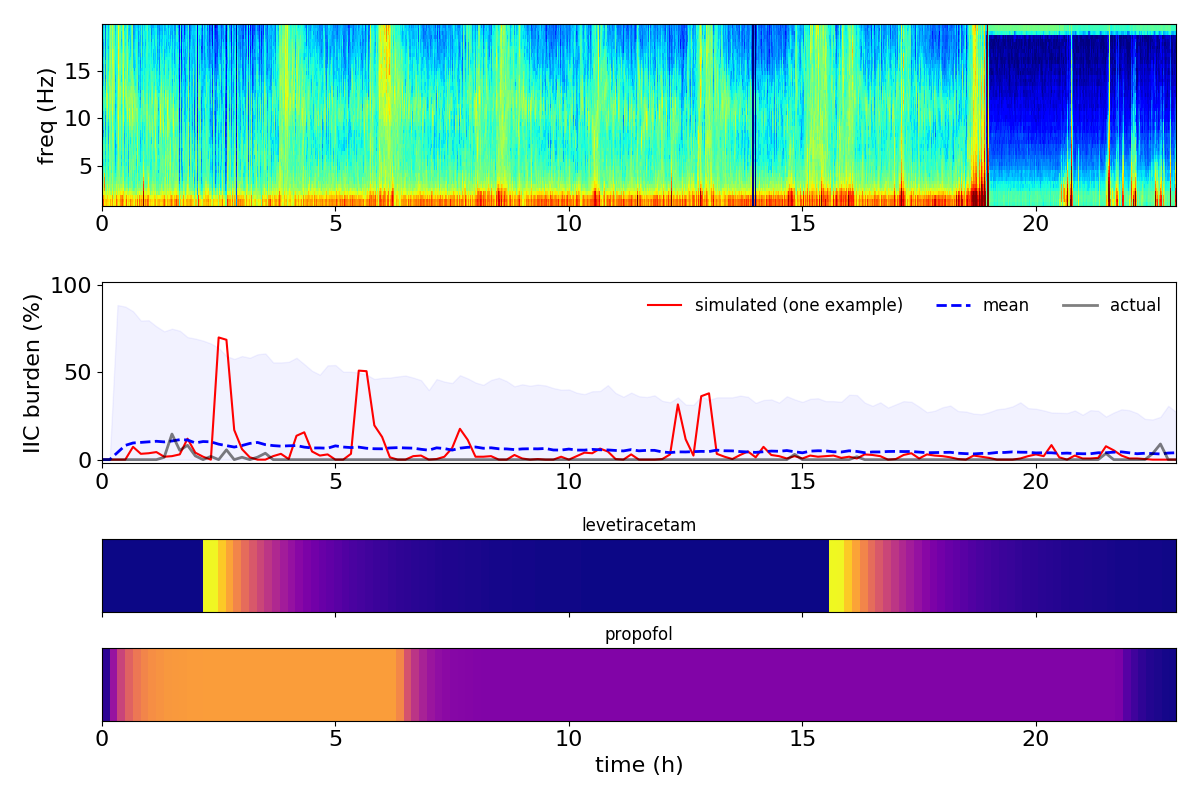 freq (Hz)
15
10
5
0 5 10 15 20
IIC burden (%)
100
50
0
simulated (one example) mean actual
0 5 10 15 20
levetiracetam
propofol
0 5 10 15 20
time (h)